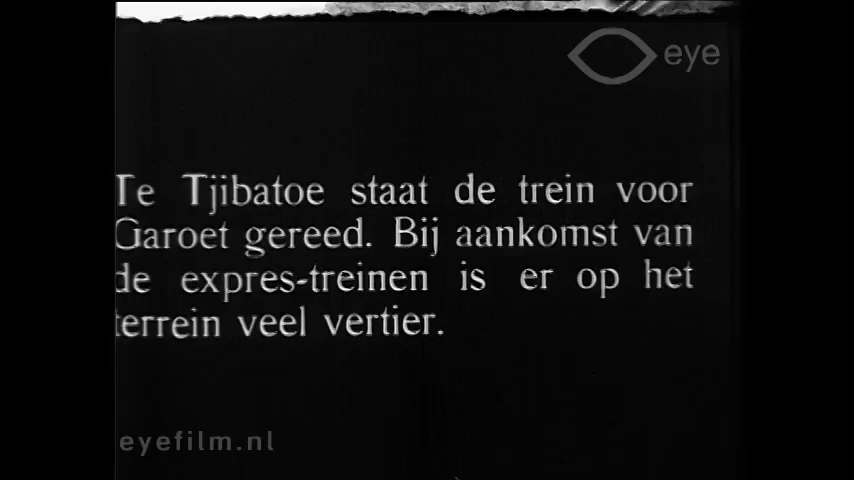 eye
Te Tjibatoe staat de trein voor
Garoet gereed. Bij aankomst van
de expres-treinen is er op het
terrein veel vertier.
eyefilm.nl